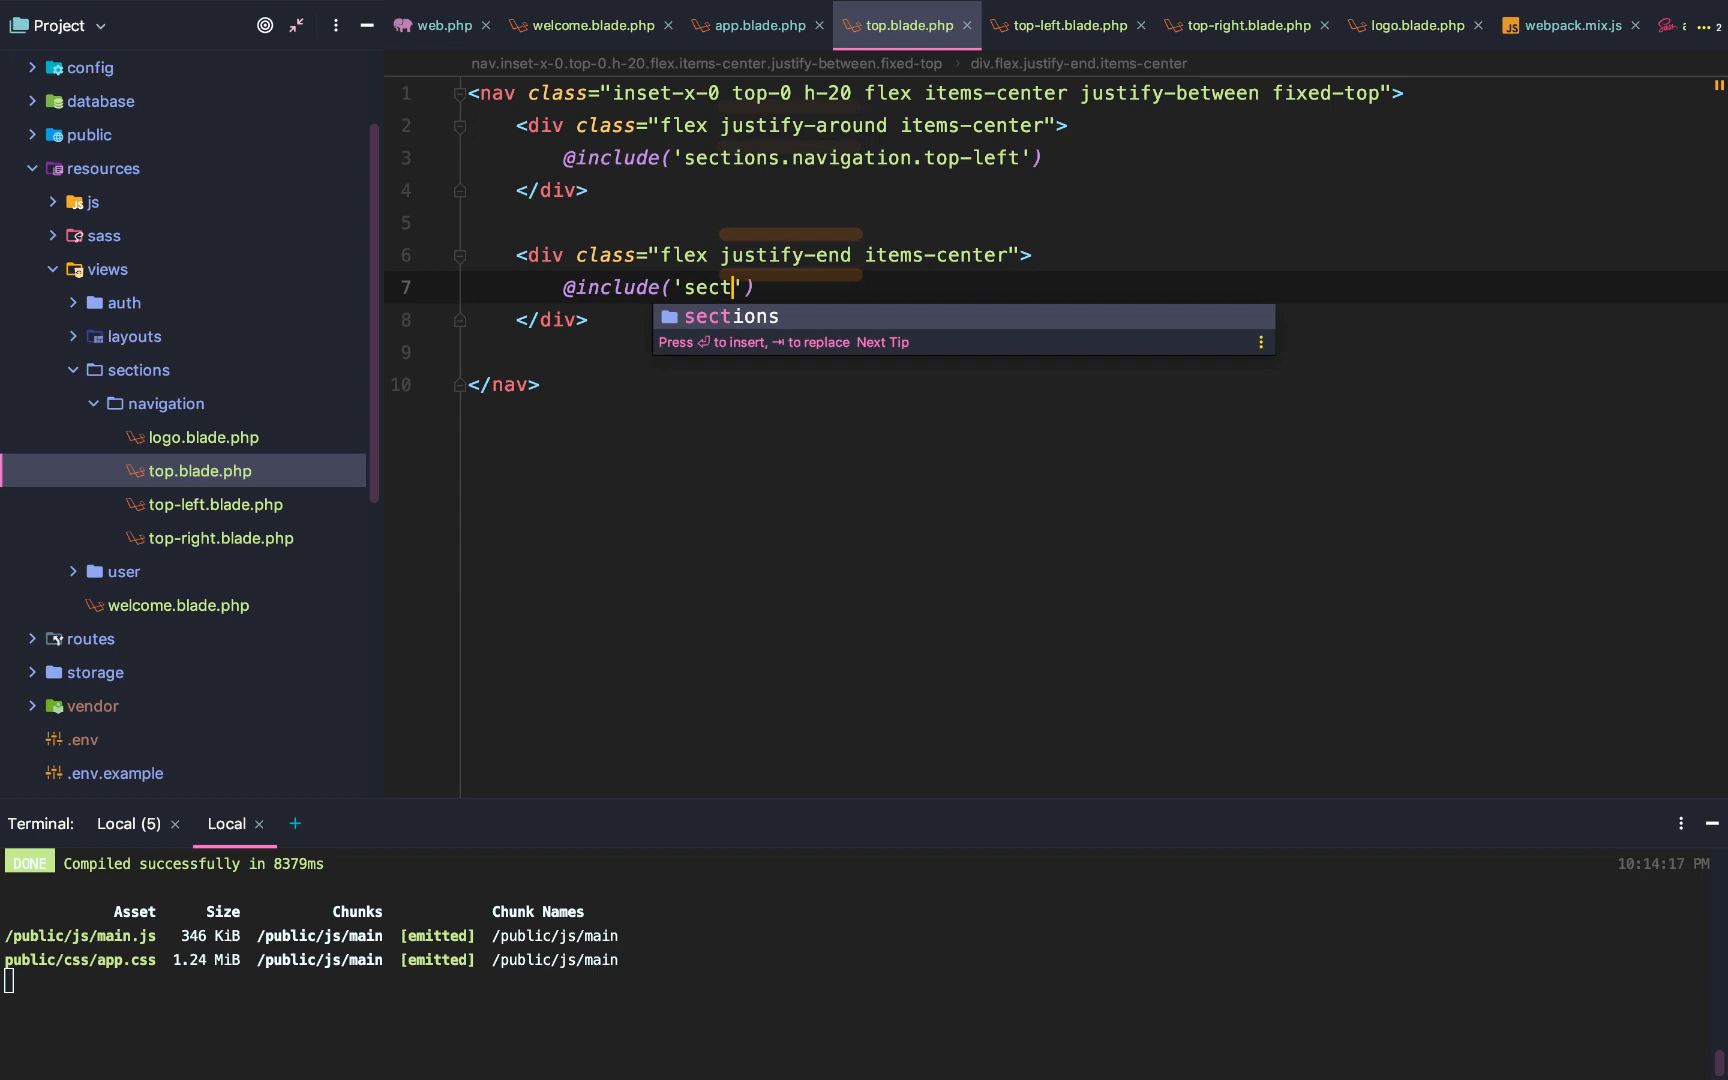 Project
web.php
welcome.blade.php
app.blade.php
top.blade.php
top-left.blade.php
top-right.blade.php
logo.blade.php
JS webpack.mix.js
2
nav.inset-x-0.top-0.h-20.flex.items-center.justify-between.fixed-top > div.flex.justify-end.items-center
config
database
public
resources
JS js
sass
views
auth
layouts
sections
navigation
logo.blade.php
top.blade.php
top-left.blade.php
top-right.blade.php
user
welcome.blade.php
routes
storage
vendor
.env
.env.example
1 <nav class="inset-x-0 top-0 h-20 flex items-center justify-between fixed-top">
2 <div class="flex justify-around items-center">
3 @include('sections.navigation.top-left')
4 </div>
5
6 <div class="flex justify-end items-center">
7 @include('sect')
sections
Press ⏎ to insert, ⇥ to replace Next Tip
8 </div>
9
10 </nav>
Terminal: Local (5) × Local × +
DONE Compiled successfully in 8379ms 10:14:17 PM
Asset Size Chunks Chunk Names
/public/js/main.js 346 KiB /public/js/main [emitted] /public/js/main
public/css/app.css 1.24 MiB /public/js/main [emitted] /public/js/main